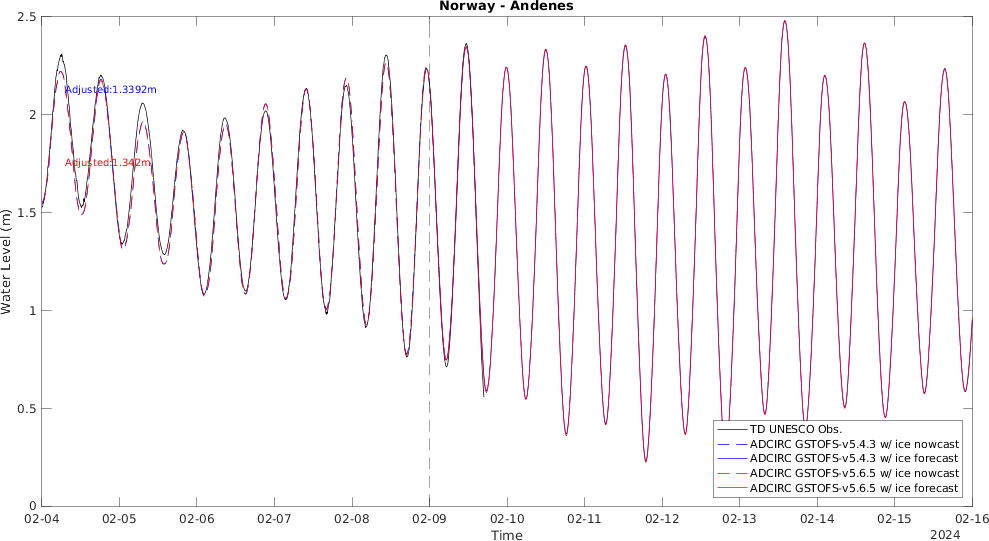 Norway - Andenes
2.5
2
1.5
1
0.5
0
Water Level (m)
Adjusted:1.3392m
Adjusted:1.342m
TD UNESCO Obs.
ADCIRC GSTOFS-v5.4.3 w/ ice nowcast
ADCIRC GSTOFS-v5.4.3 w/ ice forecast
ADCIRC GSTOFS-v5.6.5 w/ ice nowcast
ADCIRC GSTOFS-v5.6.5 w/ ice forecast
02-04 02-05 02-06 02-07 02-08 02-09 02-10 02-11 02-12 02-13 02-14 02-15 02-16
Time
2024